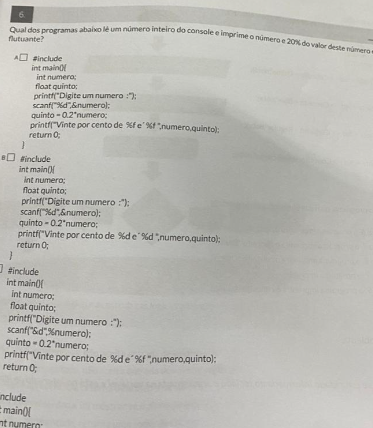 6.
Qual dos programas abaixo lê um número inteiro do console e imprime o número e 20% do valor deste número
flutuante?
A
#include
int main(){
int numero;
float quinto;
printf("Digite um numero :");
scanf("%d",&numero);
quinto = 0.2*numero;
printf("Vinte por cento de %f e´ %f ",numero,quinto);
return 0;
}
B
#include
int main(){
int numero;
float quinto;
printf("Digite um numero :");
scanf("%d",&numero);
quinto = 0.2*numero;
printf("Vinte por cento de %d e´ %d ",numero,quinto);
return 0;
}
#include
int main(){
int numero;
float quinto;
printf("Digite um numero :");
scanf("&d",%numero);
quinto = 0.2*numero;
printf("Vinte por cento de %d e´ %f ",numero,quinto);
return 0;
nclude
main(){
nt numero;